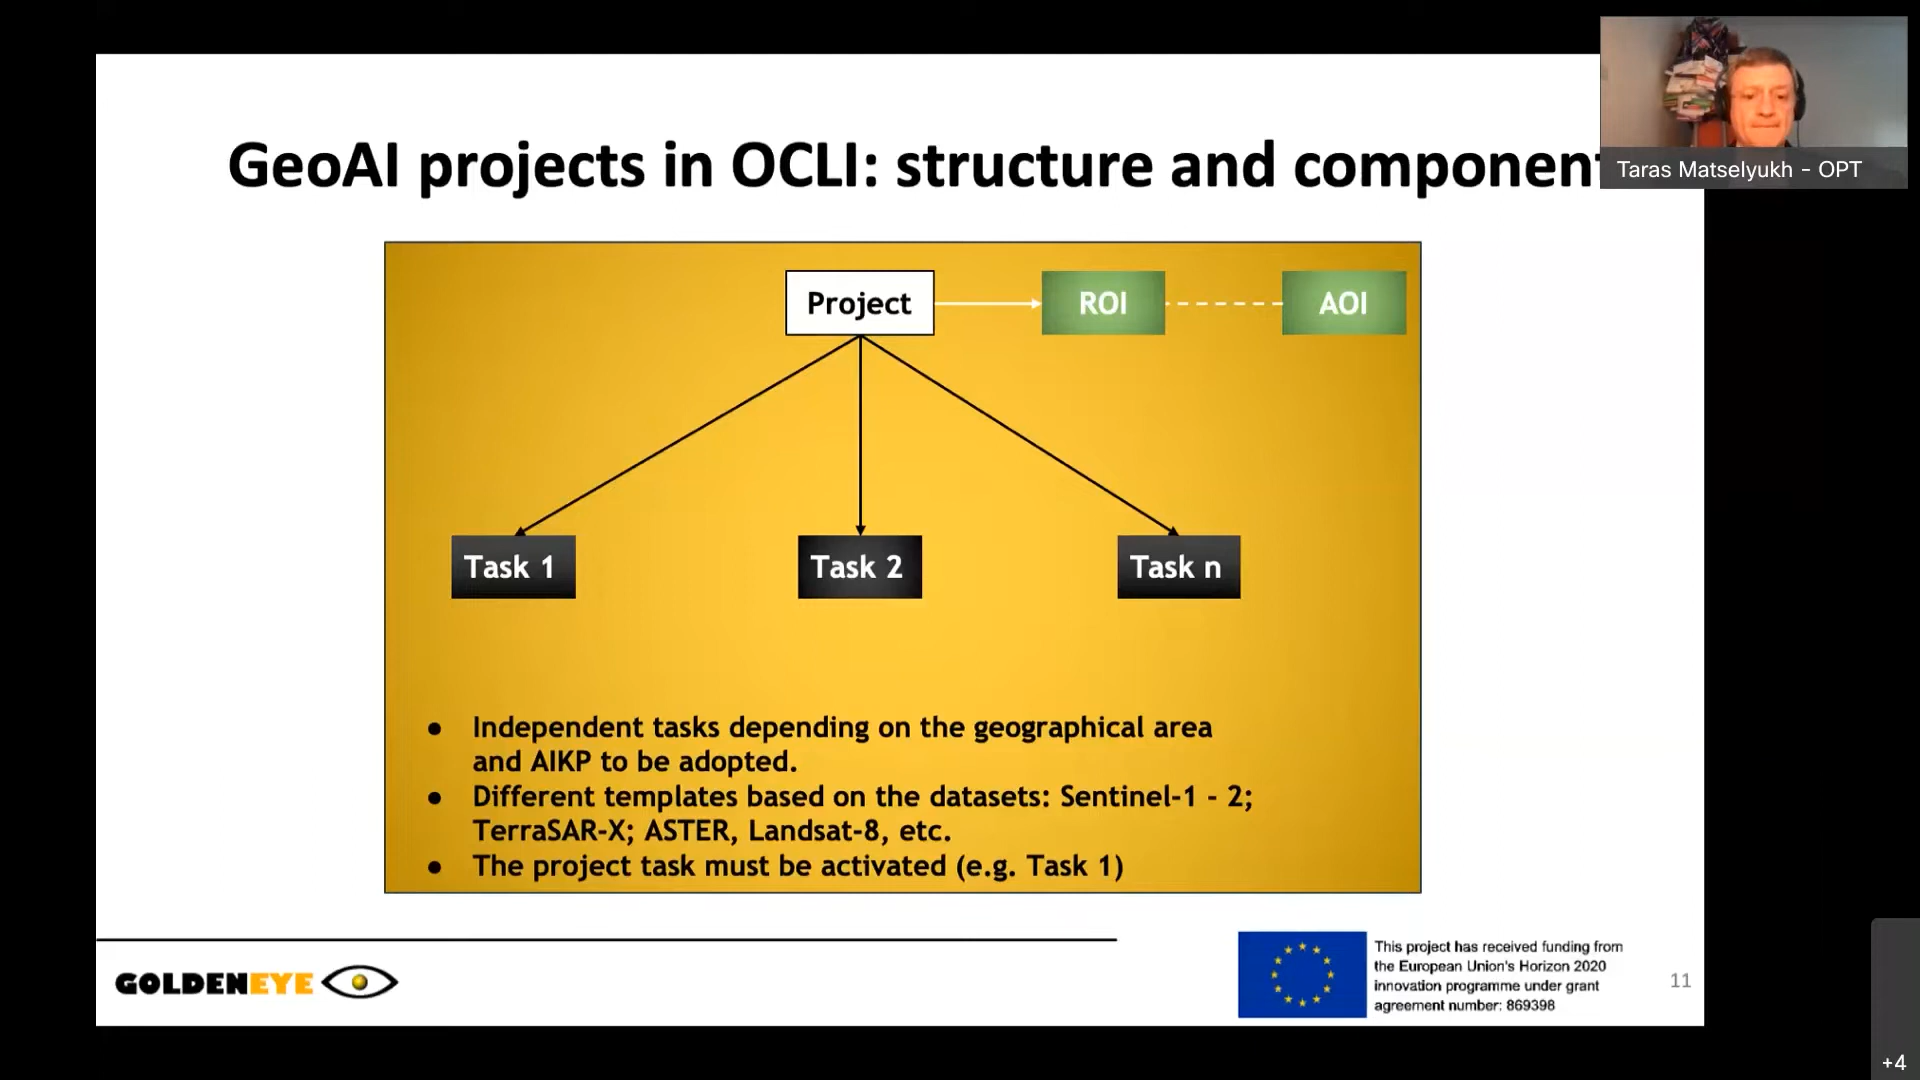 GeoAI projects in OCLI: structure and component
Taras Matselyukh - OPT
Project
ROI
AOI
Task 1
Task 2
Task n
● Independent tasks depending on the geographical area
and AIKP to be adopted.
● Different templates based on the datasets: Sentinel-1 - 2;
TerraSAR-X; ASTER, Landsat-8, etc.
● The project task must be activated (e.g. Task 1)
GOLDENEYE
This project has received funding from
the European Union's Horizon 2020
innovation programme under grant
agreement number: 869398
11
+4